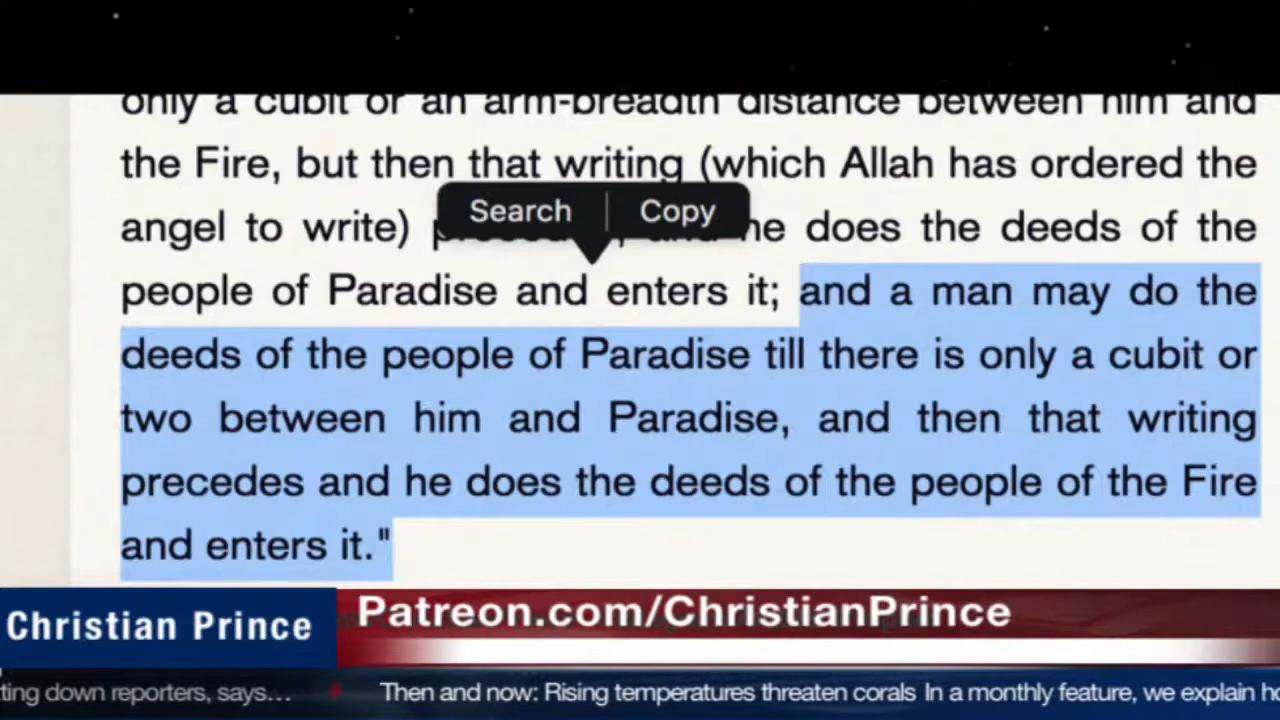 only a cubit or an arm-breadth distance between him and
the Fire, but then that writing (which Allah has ordered the
Search Copy
angel to write) he does the deeds of the
people of Paradise and enters it; and a man may do the
deeds of the people of Paradise till there is only a cubit or
two between him and Paradise, and then that writing
precedes and he does the deeds of the people of the Fire
and enters it."
Christian Prince
Patreon.com/ChristianPrince
ting down reporters, says... Then and now: Rising temperatures threaten corals In a monthly feature, we explain ho